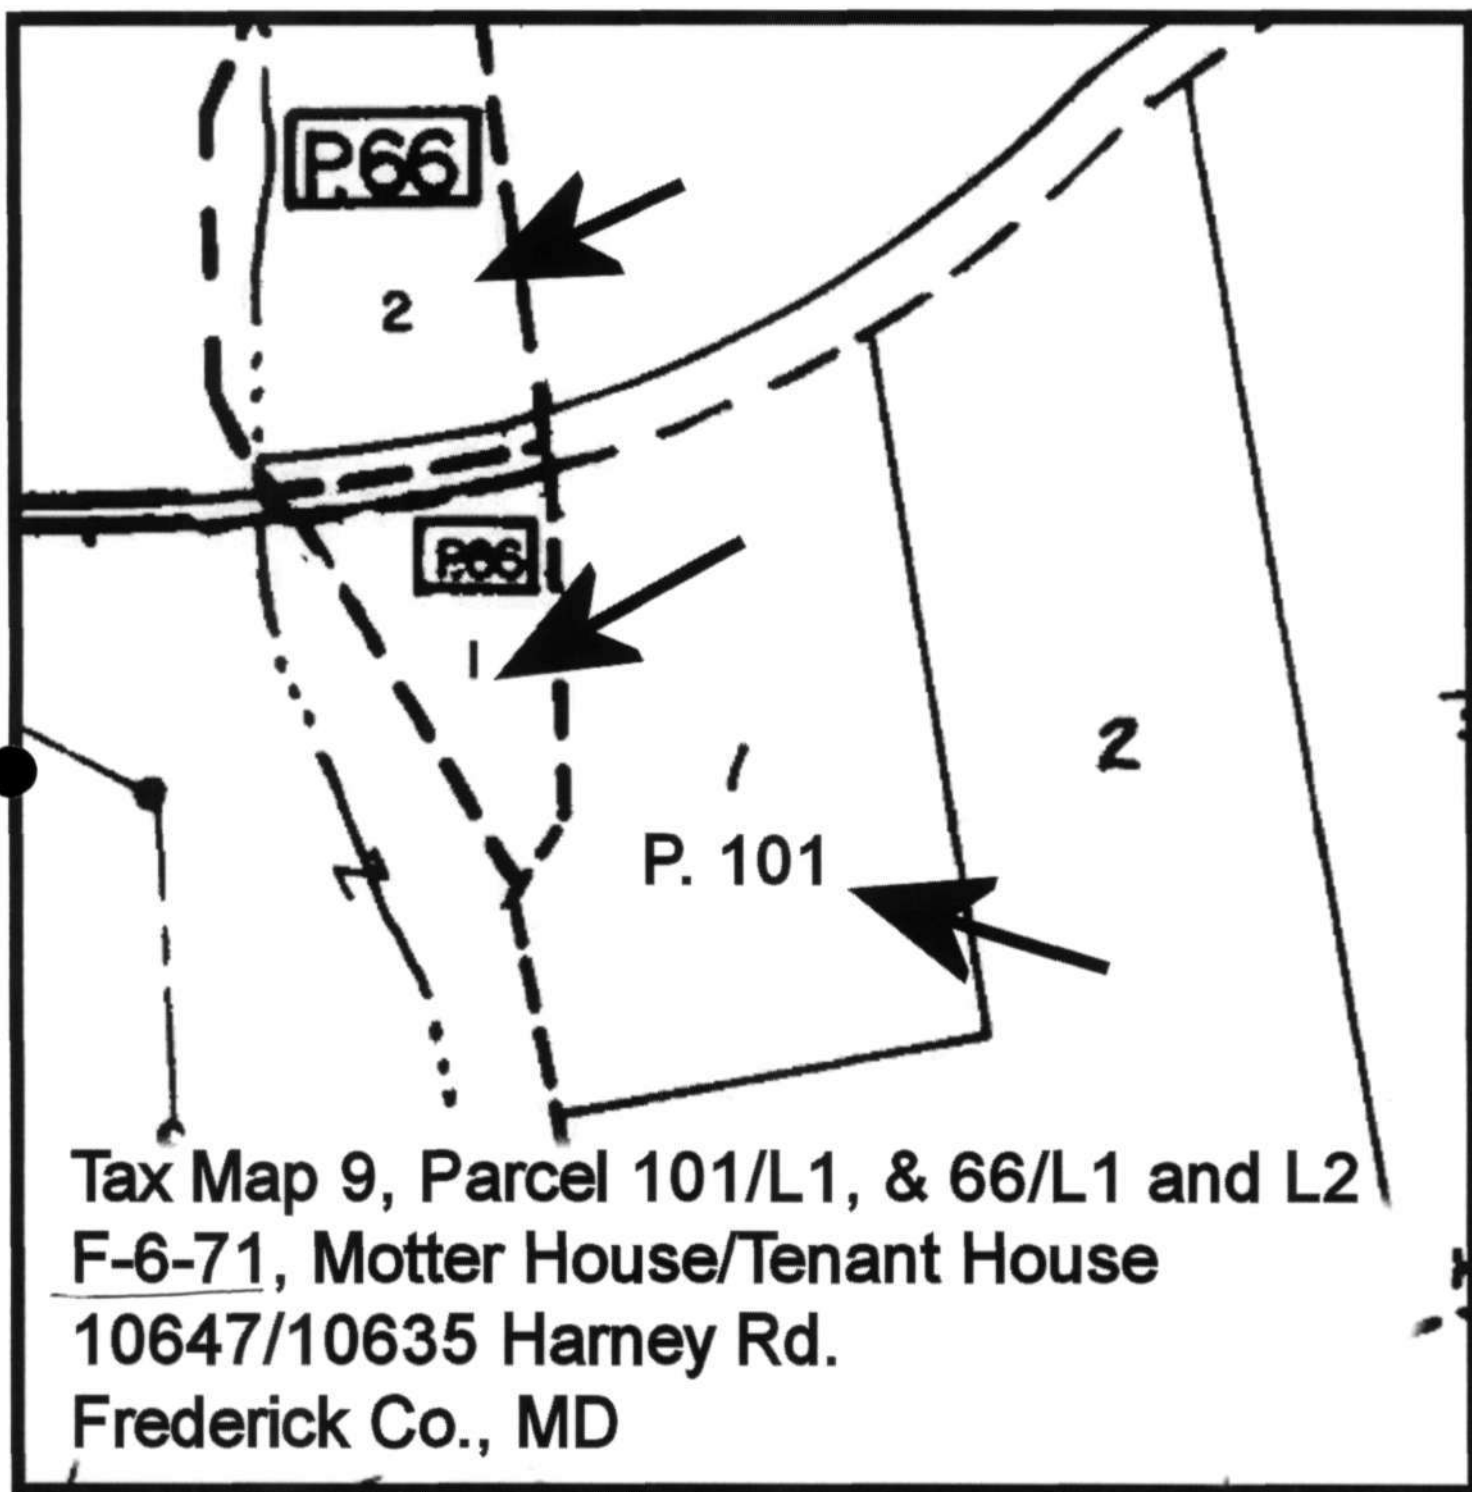 P.66
2
P.66
1
2
1
P. 101
Tax Map 9, Parcel 101/L1, & 66/L1 and L2
F-6-71, Motter House/Tenant House
10647/10635 Harney Rd.
Frederick Co., MD